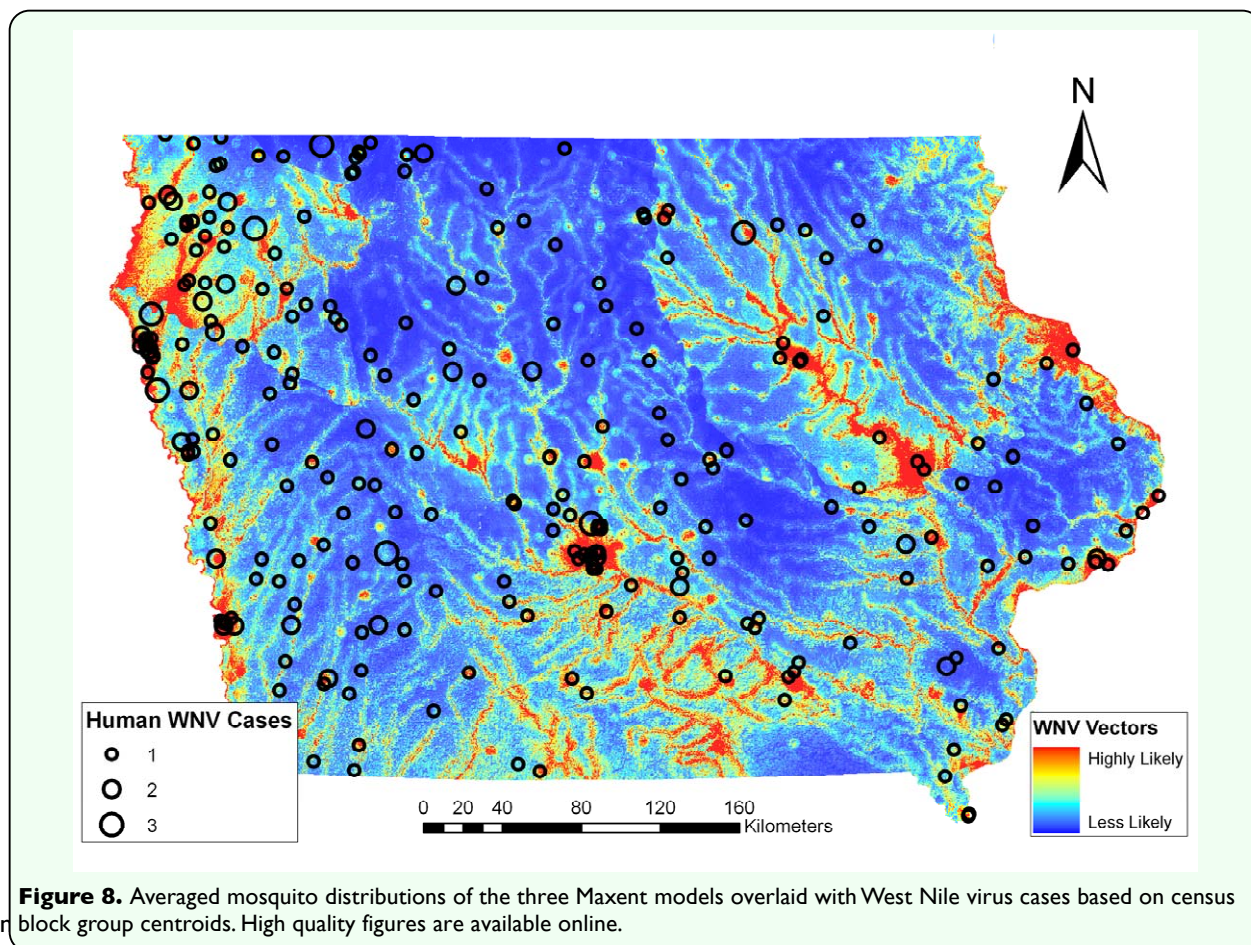 N
Human WNV Cases
1
2
3
0 20 40 80 120 160
Kilometers
WNV Vectors
Highly Likely
Less Likely
Figure 8. Averaged mosquito distributions of the three Maxent models overlaid with West Nile virus cases based on census
block group centroids. High quality figures are available online.